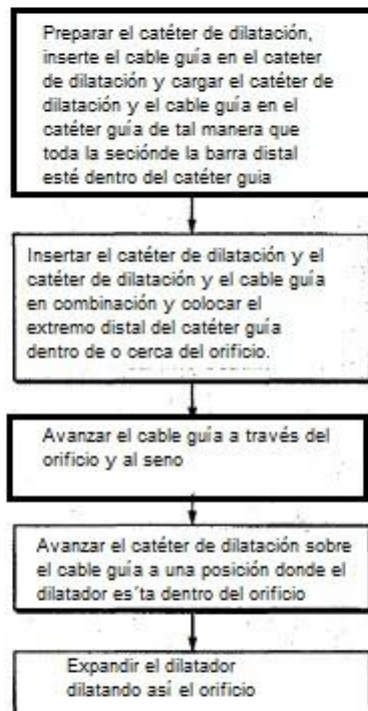 Preparar el catéter de dilatación,
inserte el cable guía en el cateter
de dilatación y cargar el catéter de
dilatación y el cable guía en el
catéter guía de tal manera que
toda la seciónde la barra distal
esté dentro del catéter guia
Insertar el catéter de dilatación y el
catéter de dilatación y el cable guía
en combinación y colocar el
extremo distal del catéter guía
dentro de o cerca del orificio.
Avanzar el cable guía a través del
orificio y al seno
Avanzar el catéter de dilatación sobre
el cable guía a una posición donde el
dilatador es´ta dentro del orificio
Expandir el dilatador
dilatando así el orificio